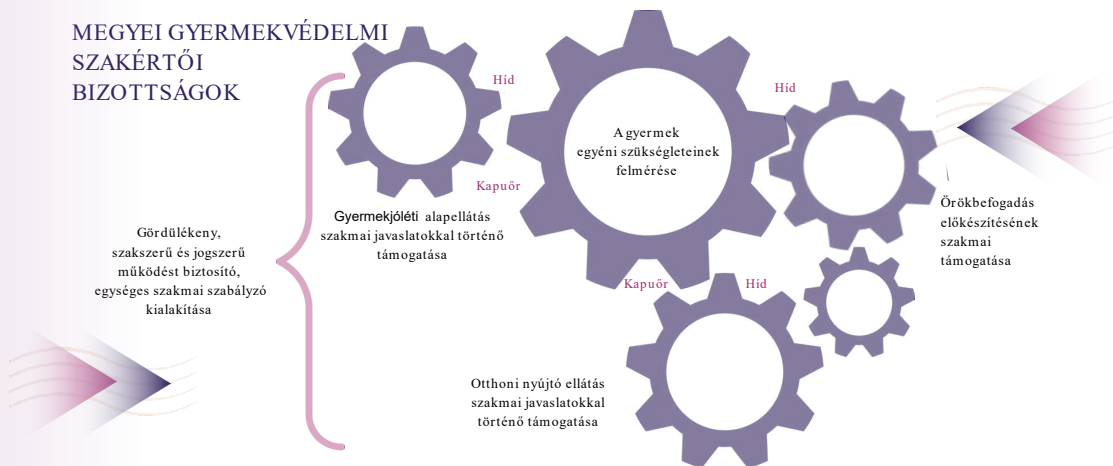 MEGYEI GYERMEKVÉDELMI
SZAKÉRTŐI
BIZOTTSÁGOK
Híd
Híd
A gyermek
egyéni szükségleteinek
felmérése
Kapuőr
Gyermekjóléti alapellátás
szakmai javaslatokkal történő
támogatása
Örökbefogadás
előkészítésének
szakmai
támogatása
Gördülékeny,
szakszerű és jogszerű
működést biztosító,
egységes szakmai szabályzó
kialakítása
Kapuőr
Híd
Otthoni nyújtó ellátás
szakmai javaslatokkal
történő támogatása